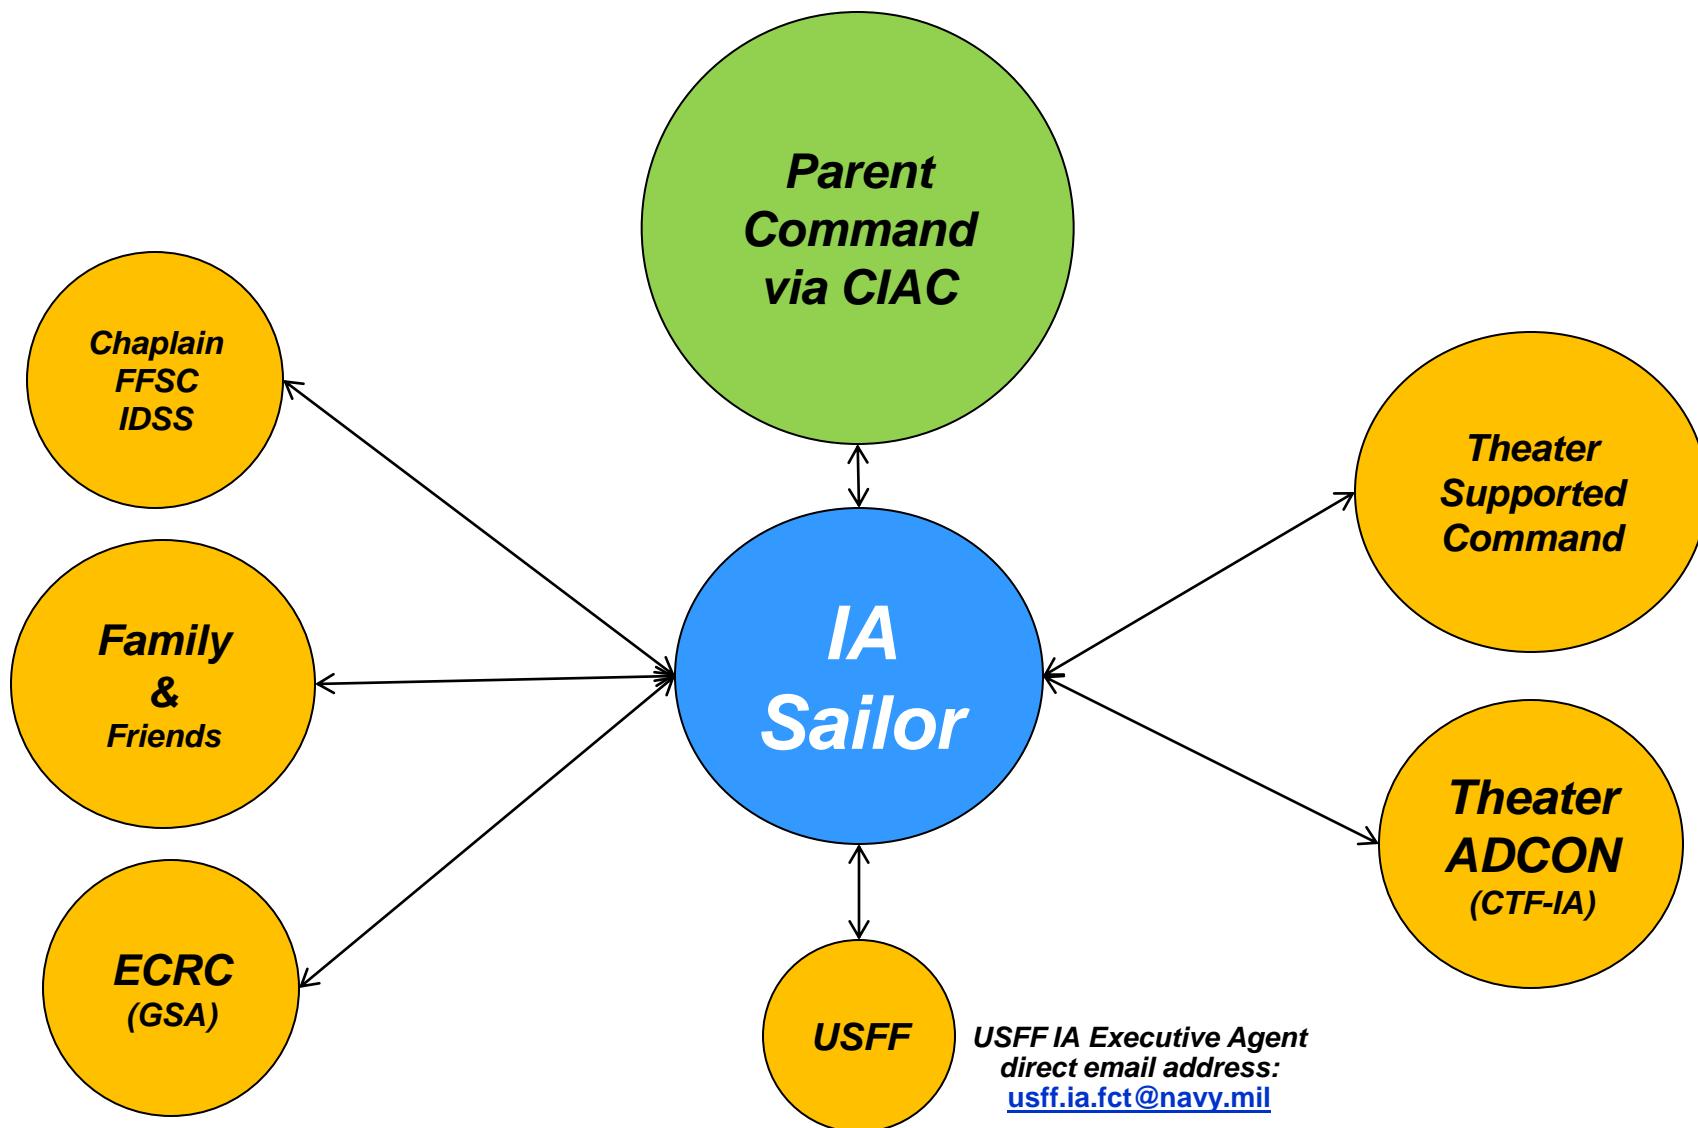 Parent
Command
via CIAC
Chaplain
FFSC
IDSS
Theater
Supported
Command
Family
&
Friends
IA
Sailor
Theater
ADCON
(CTF-IA)
ECRC
(GSA)
USFF
USFF IA Executive Agent
direct email address:
usff.ia.fct@navy.mil